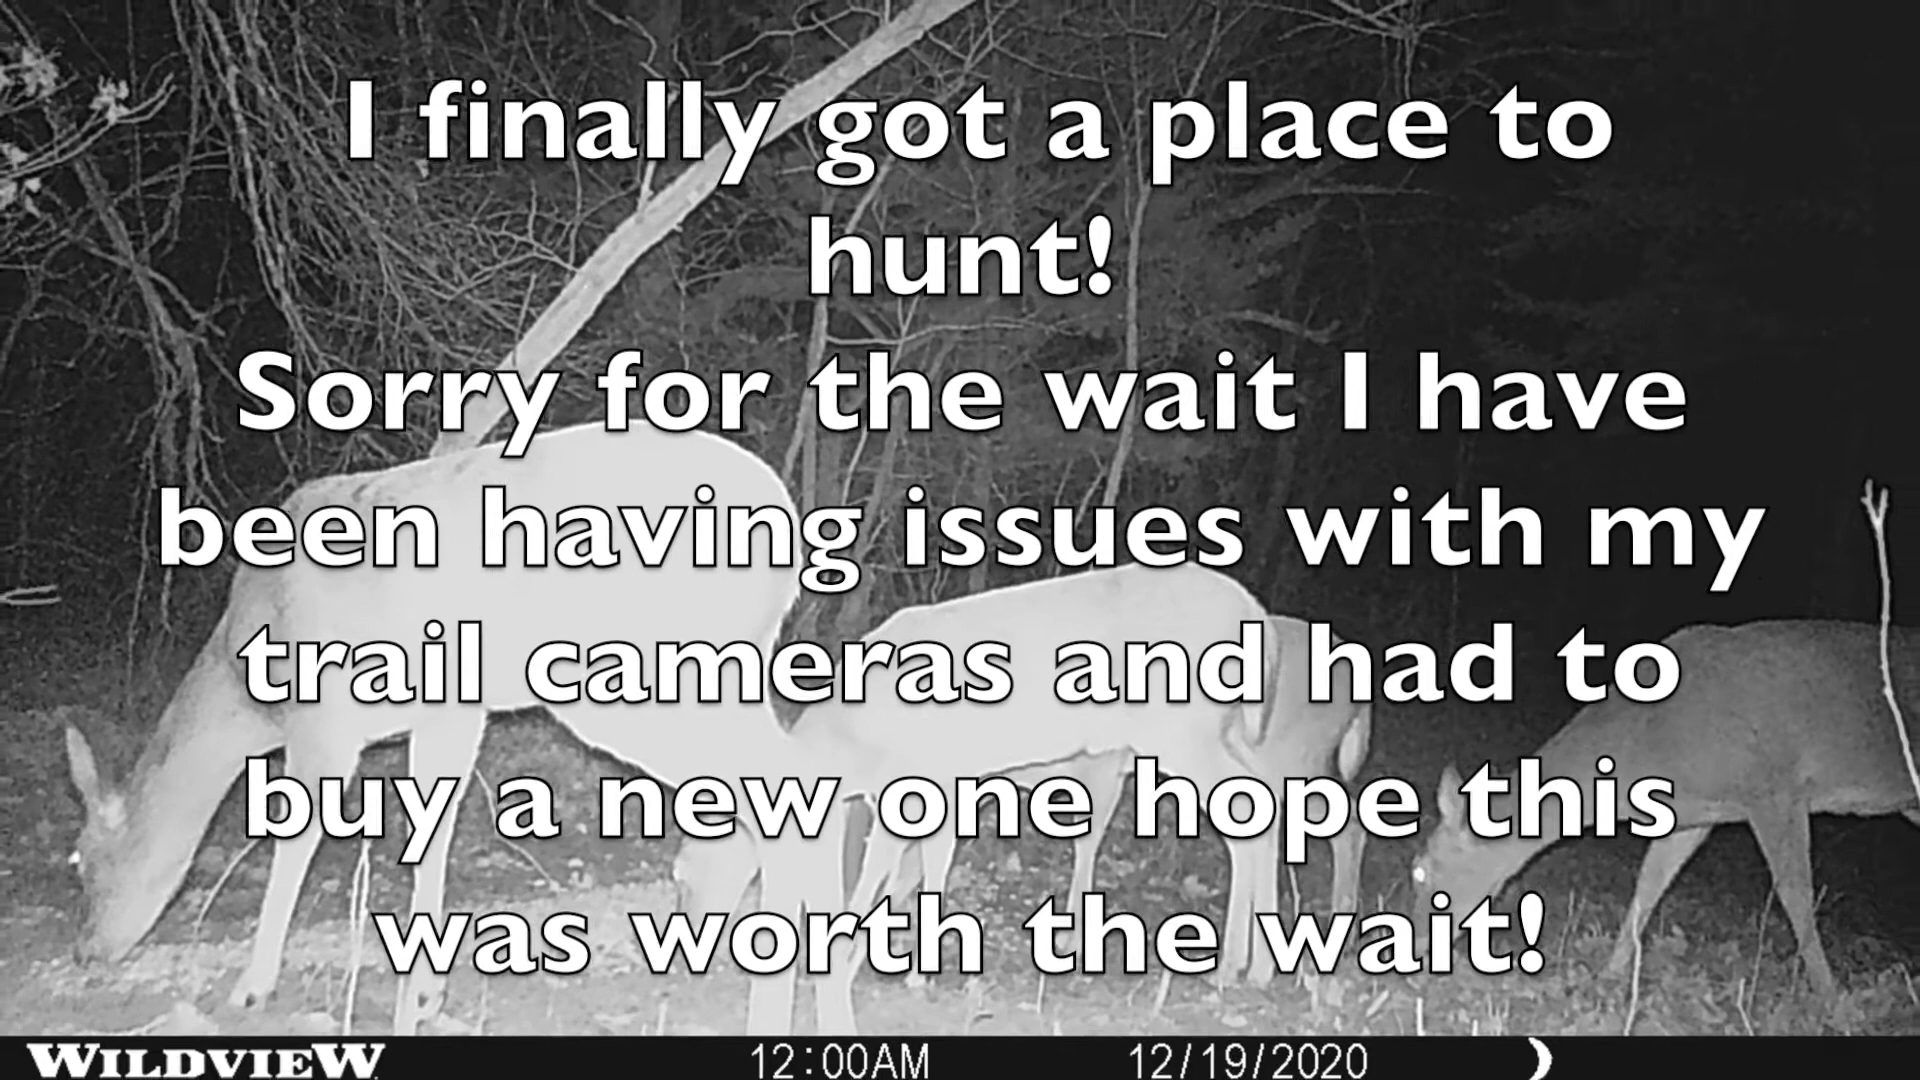 I finally got a place to
hunt!
Sorry for the wait I have
been having issues with my
trail cameras and had to
buy a new one hope this
was worth the wait!
WILDVIEW 12:00AM 12/19/2020